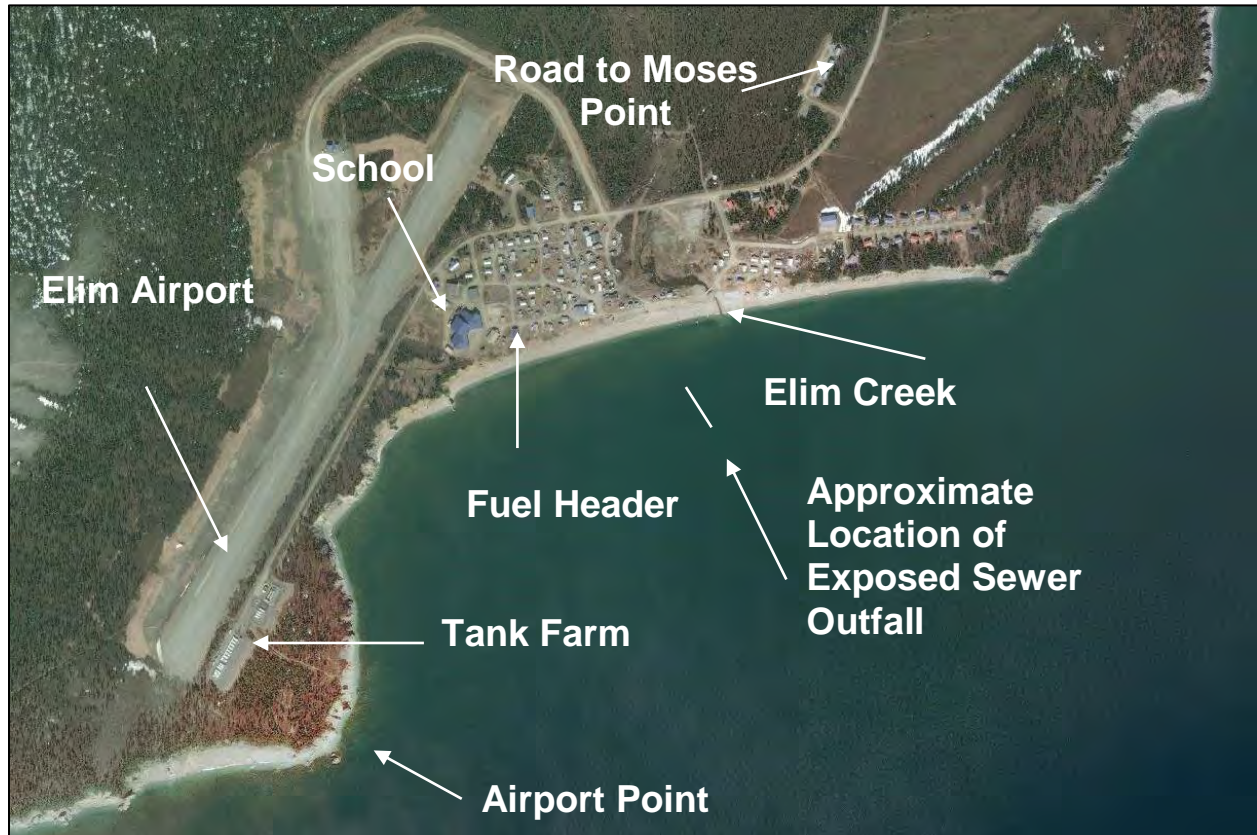 Road to Moses
Point
School
Elim Airport
Elim Creek
Fuel Header
Approximate
Location of
Exposed Sewer
Outfall
Tank Farm
Airport Point